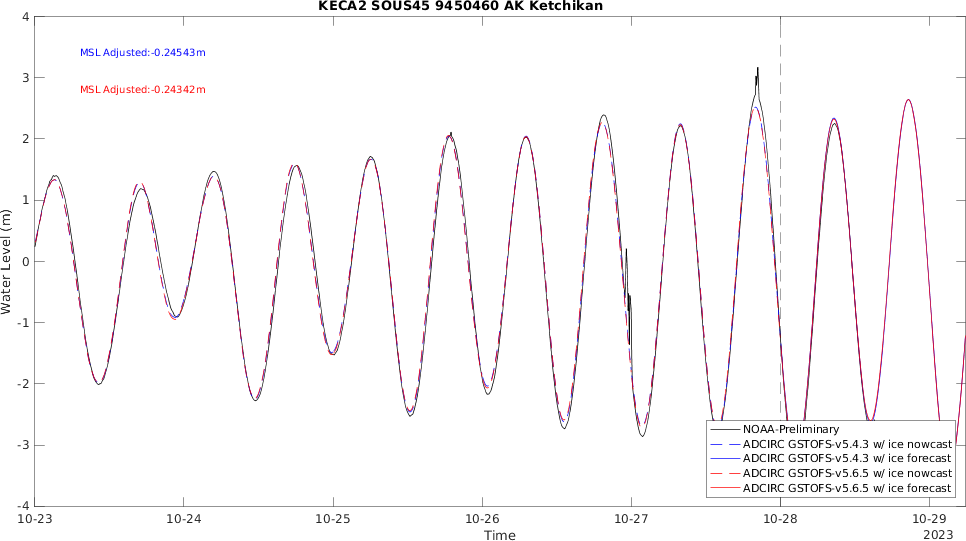 KECA2 SOUS45 9450460 AK Ketchikan
4
MSL Adjusted:-0.24543m
3
MSL Adjusted:-0.24342m
2
1
Water Level (m)
0
-1
-2
-3
-4
NOAA-Preliminary
ADCIRC GSTOFS-v5.4.3 w/ ice nowcast
ADCIRC GSTOFS-v5.4.3 w/ ice forecast
ADCIRC GSTOFS-v5.6.5 w/ ice nowcast
ADCIRC GSTOFS-v5.6.5 w/ ice forecast
10-23 10-24 10-25 10-26 10-27 10-28 10-29
Time
2023